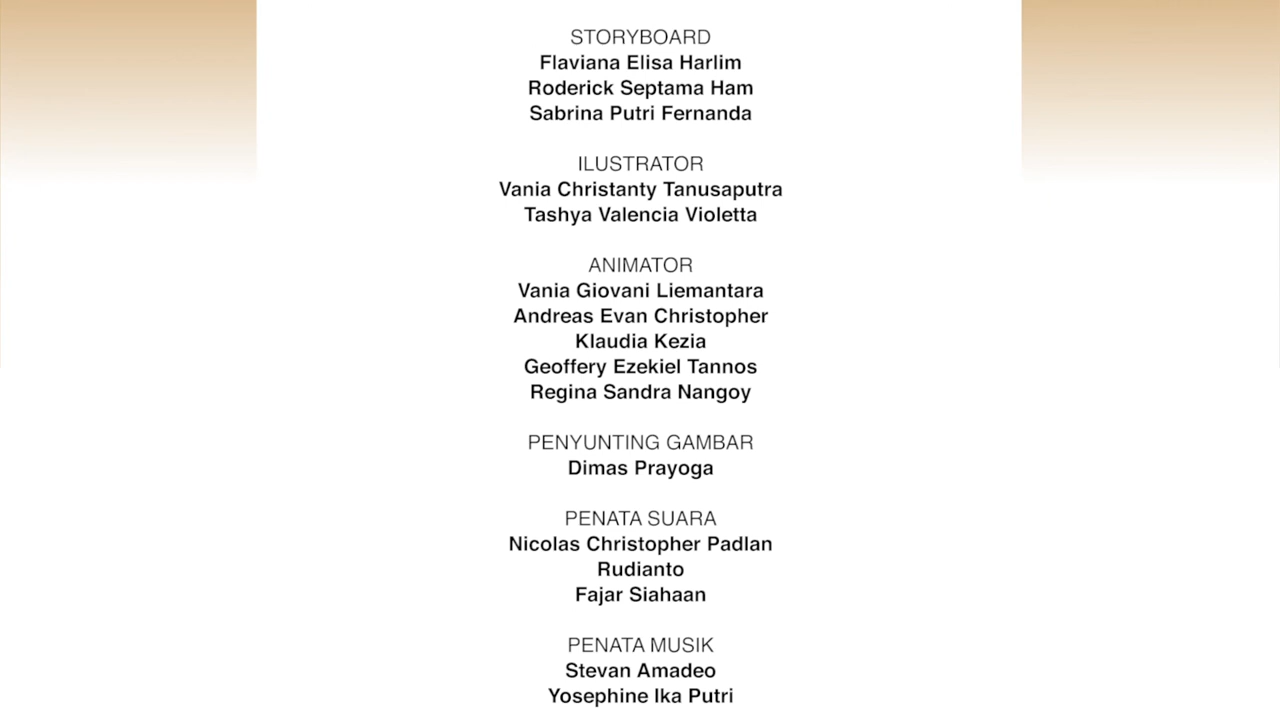 STORYBOARD
Flaviana Elisa Harlim
Roderick Septama Ham
Sabrina Putri Fernanda
ILUSTRATOR
Vania Christanty Tanusaputra
Tashya Valencia Violetta
ANIMATOR
Vania Giovani Liemantara
Andreas Evan Christopher
Klaudia Kezia
Geoffery Ezekiel Tannos
Regina Sandra Nangoy
PENYUNTING GAMBAR
Dimas Prayoga
PENATA SUARA
Nicolas Christopher Padlan
Rudianto
Fajar Siahaan
PENATA MUSIK
Stevan Amadeo
Yosephine Ika Putri